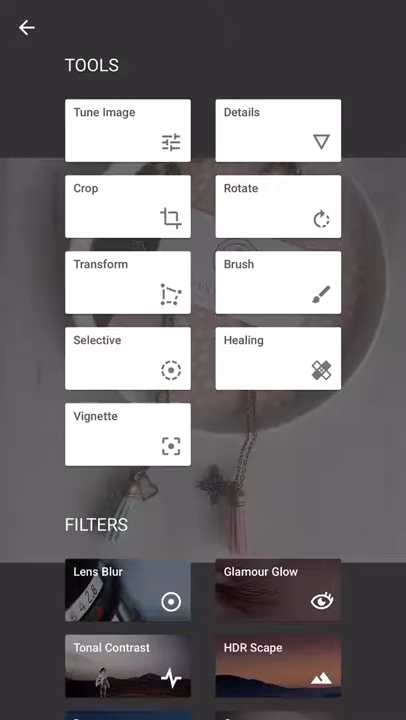 TOOLS
Tune Image
Details
Crop
Rotate
Transform
Brush
Selective
Healing
Vignette
FILTERS
Lens Blur
Glamour Glow
Tonal Contrast
HDR Scape